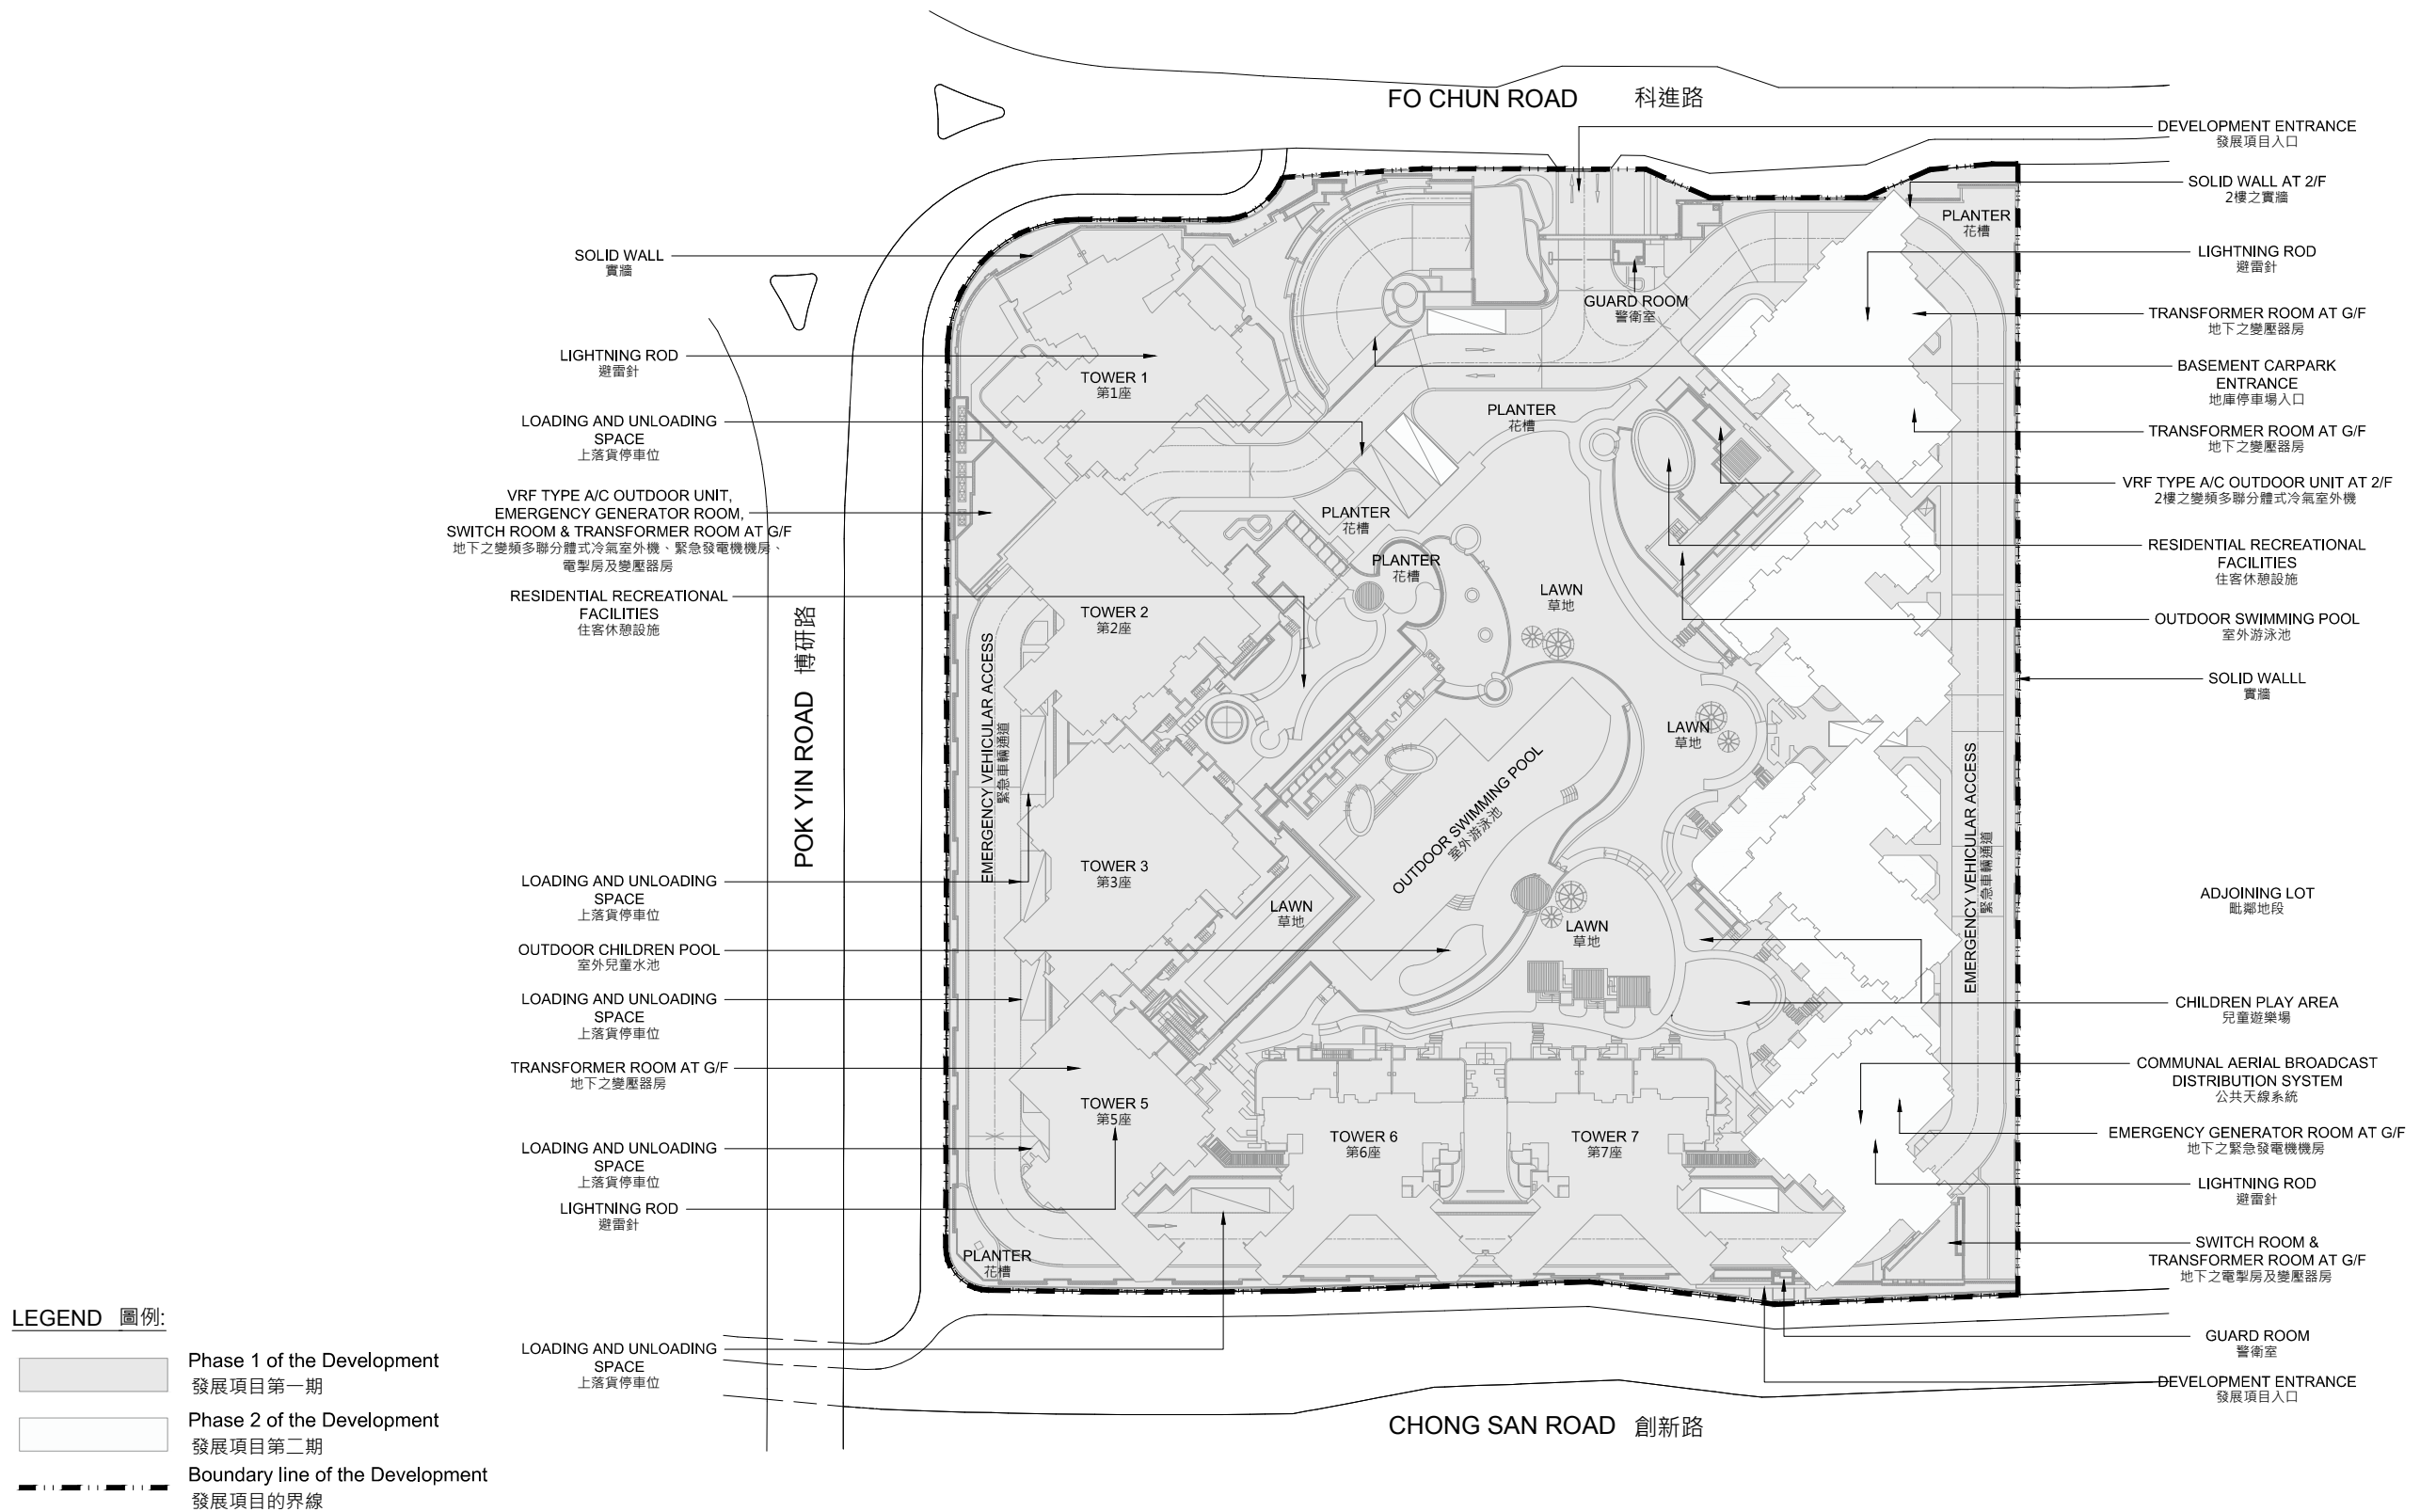 FO CHUN ROAD 科進路
DEVELOPMENT ENTRANCE
發展項目入口
SOLID WALL AT 2/F
2樓之實牆
PLANTER
花槽
LIGHTNING ROD
避雷針
TRANSFORMER ROOM AT G/F
地下之變壓器房
BASEMENT CARPARK
ENTRANCE
地庫停車場入口
TRANSFORMER ROOM AT G/F
地下之變壓器房
VRF TYPE A/C OUTDOOR UNIT AT 2/F
2樓之變頻多聯分體式冷氣室外機
RESIDENTIAL RECREATIONAL
FACILITIES
住客休憩設施
OUTDOOR SWIMMING POOL
室外游泳池
SOLID WALLL
實牆
ADJOINING LOT
毗鄰地段
CHILDREN PLAY AREA
兒童遊樂場
COMMUNAL AERIAL BROADCAST
DISTRIBUTION SYSTEM
公共天線系統
EMERGENCY GENERATOR ROOM AT G/F
地下之緊急發電機機房
LIGHTNING ROD
避雷針
SWITCH ROOM &
TRANSFORMER ROOM AT G/F
地下之電掣房及變壓器房
GUARD ROOM
警衛室
DEVELOPMENT ENTRANCE
發展項目入口
SOLID WALL
實牆
LIGHTNING ROD
避雷針
LOADING AND UNLOADING
SPACE
上落貨停車位
VRF TYPE A/C OUTDOOR UNIT,
EMERGENCY GENERATOR ROOM,
SWITCH ROOM & TRANSFORMER ROOM AT G/F
地下之變頻多聯分體式冷氣室外機、緊急發電機機房、
電掣房及變壓器房
RESIDENTIAL RECREATIONAL
FACILITIES
住客休憩設施
LOADING AND UNLOADING
SPACE
上落貨停車位
OUTDOOR CHILDREN POOL
室外兒童水池
LOADING AND UNLOADING
SPACE
上落貨停車位
TRANSFORMER ROOM AT G/F
地下之變壓器房
LOADING AND UNLOADING
SPACE
上落貨停車位
LIGHTNING ROD
避雷針
LOADING AND UNLOADING
SPACE
上落貨停車位
POK YIN ROAD 博研路
EMERGENCY VEHICULAR ACCESS
緊急車輛通道
GUARD ROOM
警衛室
TOWER 1
第1座
PLANTER
花槽
PLANTER
花槽
PLANTER
花槽
LAWN
草地
TOWER 2
第2座
LAWN
草地
OUTDOOR SWIMMING POOL
室外游泳池
TOWER 3
第3座
LAWN
草地
LAWN
草地
EMERGENCY VEHICULAR ACCESS
緊急車輛通道
TOWER 5
第5座
TOWER 6
第6座
TOWER 7
第7座
PLANTER
花槽
CHONG SAN ROAD 創新路
LEGEND 圖例:
Phase 1 of the Development
發展項目第一期
Phase 2 of the Development
發展項目第二期
Boundary line of the Development
發展項目的界線